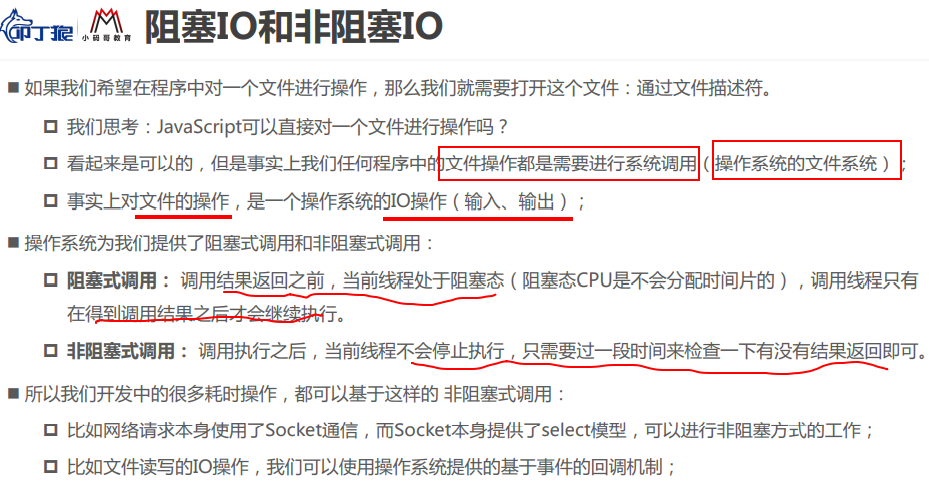 叩丁狼 小码哥教育 阻塞IO和非阻塞IO
■ 如果我们希望在程序中对一个文件进行操作，那么我们就需要打开这个文件：通过文件描述符。
我们思考：JavaScript可以直接对一个文件进行操作吗？
看起来是可以的，但是事实上我们任何程序中的文件操作都是需要进行系统调用（操作系统的文件系统）；
事实上对文件的操作，是一个操作系统的IO操作（输入、输出）；
■ 操作系统为我们提供了阻塞式调用和非阻塞式调用：
阻塞式调用： 调用结果返回之前，当前线程处于阻塞态（阻塞态CPU是不会分配时间片的），调用线程只有
在得到调用结果之后才会继续执行。
非阻塞式调用： 调用执行之后，当前线程不会停止执行，只需要过一段时间来检查一下有没有结果返回即可。
■ 所以我们开发中的很多耗时操作，都可以基于这样的 非阻塞式调用：
比如网络请求本身使用了Socket通信，而Socket本身提供了select模型，可以进行非阻塞方式的工作；
比如文件读写的IO操作，我们可以使用操作系统提供的基于事件的回调机制；